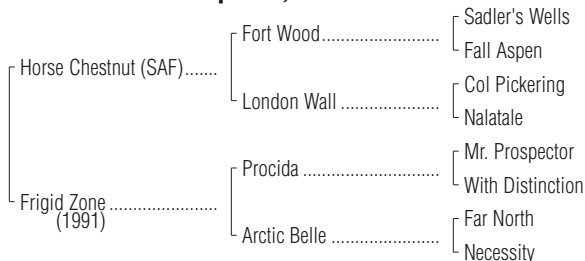 Sadler's Wells
Fort Wood
Fall Aspen
Horse Chestnut (SAF)
Col Pickering
London Wall
Nalatale
Mr. Prospector
Procida
With Distinction
Frigid Zone
(1991)
Far North
Arctic Belle
Necessity